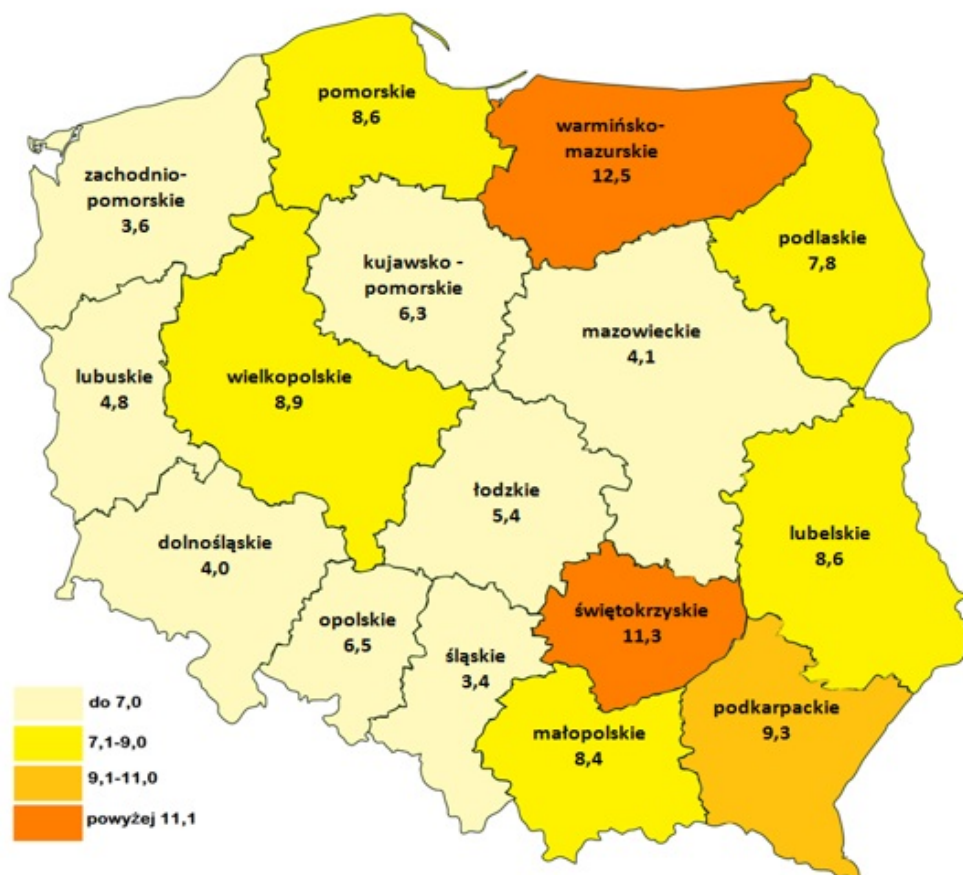 pomorskie
8,6
warmińsko-
mazurskie
12,5
zachodnio-
pomorskie
3,6
podlaskie
7,8
kujawsko -
pomorskie
6,3
mazowieckie
4,1
lubuskie
4,8
wielkopolskie
8,9
łodzkie
5,4
lubelskie
8,6
dolnośląskie
4,0
świętokrzyskie
11,3
opolskie
6,5
śląskie
3,4
podkarpackie
9,3
małopolskie
8,4
do 7,0
7,1-9,0
9,1-11,0
powyżej 11,1